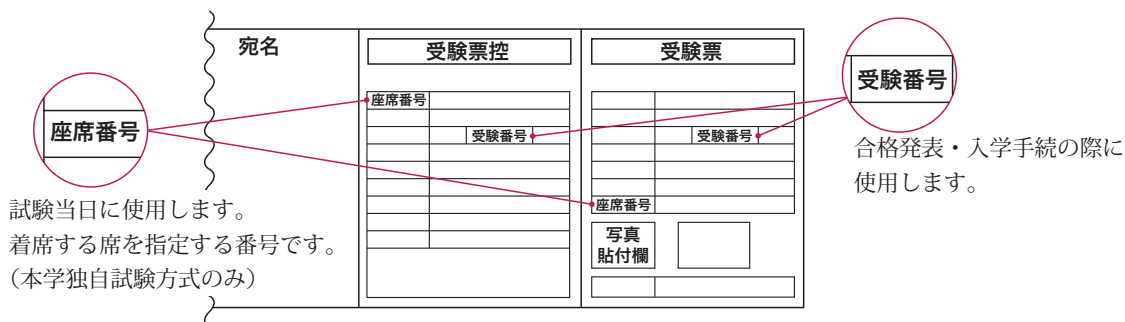 宛名
受験票控
受験票
座席番号
受験番号
受験番号
座席番号
写真
貼付欄
座席番号
試験当日に使用します。
着席する席を指定する番号です。
（本学独自試験方式のみ）
受験番号
合格発表・入学手続の際に
使用します。